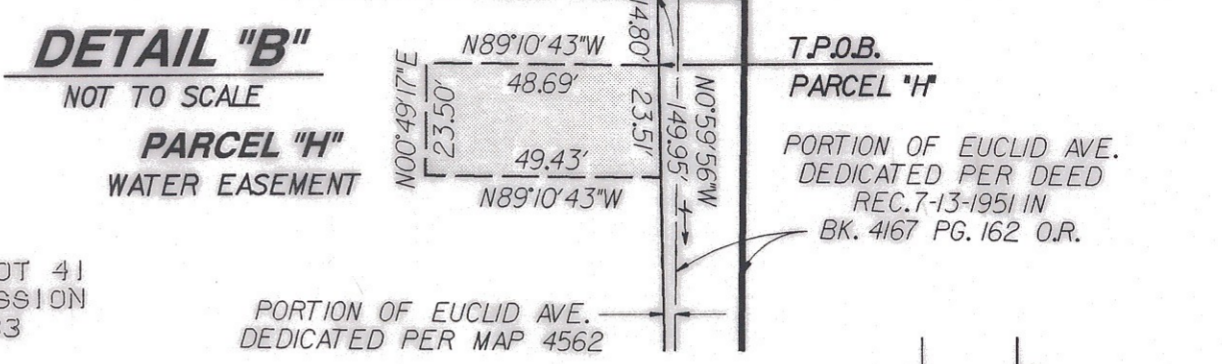 DETAIL "B"
NOT TO SCALE
PARCEL "H"
WATER EASEMENT
N89°10'43"W
48.69'
N00°49'17"E
23.50'
49.43'
N89°10'43"W
14.80'
23.51'
149.95'
N0°59'56"W
T.P.O.B.
PARCEL "H"
PORTION OF EUCLID AVE.
DEDICATED PER DEED
REC.7-13-1951 IN
BK. 4167 PG. 162 O.R.
OT 41
SSION
3
PORTION OF EUCLID AVE.
DEDICATED PER MAP 4562